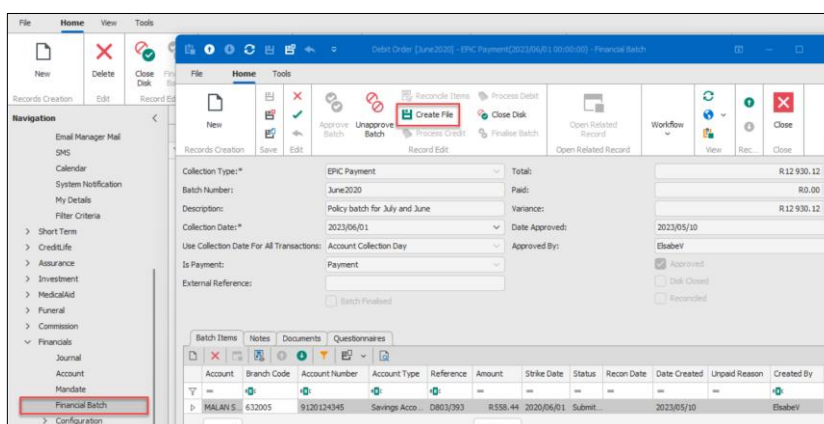 File Home View Tools
New Delete Close Disk
Records Creation Edit Record Ed
Navigation
Email Manager Mail
SMS
Calendar
System Notification
My Details
Filter Criteria
Short Term
CreditLife
Assurance
Investment
MedicalAid
Funeral
Commission
Financials
Journal
Account
Mandate
Financial Batch
Configuration
Debit Order [June2020] - EPiC Payment(2023/06/01 00:00:00) - Financial Batch
File Home Tools
New Approve Batch Unapprove Batch Reconcile Items Process Debit
Create File Close Disk Open Related Record Workflow Close
Process Credit Finalise Batch
Records Creation Save Edit Record Edit Open Related Record View Rec... Close
Collection Type:* EPiC Payment Total: R12 930.12
Batch Number: June2020 Paid: R0.00
Description: Policy batch for July and June Variance: R12 930.12
Collection Date:* 2023/06/01 Date Approved: 2023/05/10
Use Collection Date For All Transactions: Account Collection Day Approved By: ElsabeV
Is Payment: Payment Approved
External Reference: Disk Closed
Batch Finalised Reconciled
Batch Items Notes Documents Questionnaires
Account Branch Code Account Number Account Type Reference Amount Strike Date Status Recon Date Date Created Unpaid Reason Created By
MALAN S... 632005 9120124345 Savings Acco... D803/393 R558.44 2020/06/01 Submit... 2023/05/10 ElsabeV